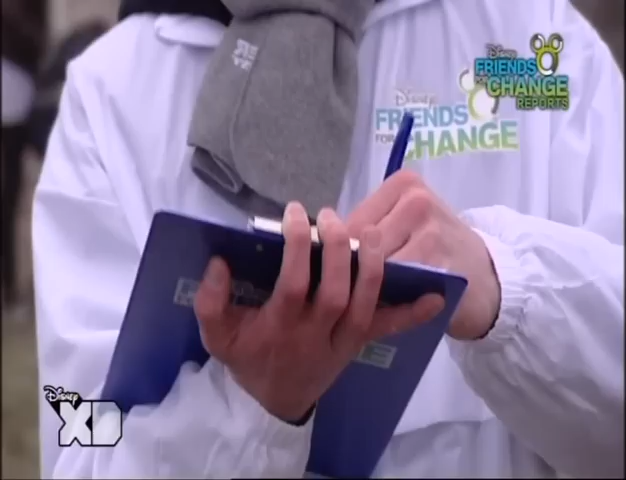 Disney
FRIENDS
FOR
CHANGE
REPORTS
Disney
FRIENDS
FOR
CHANGE
Disney
XD